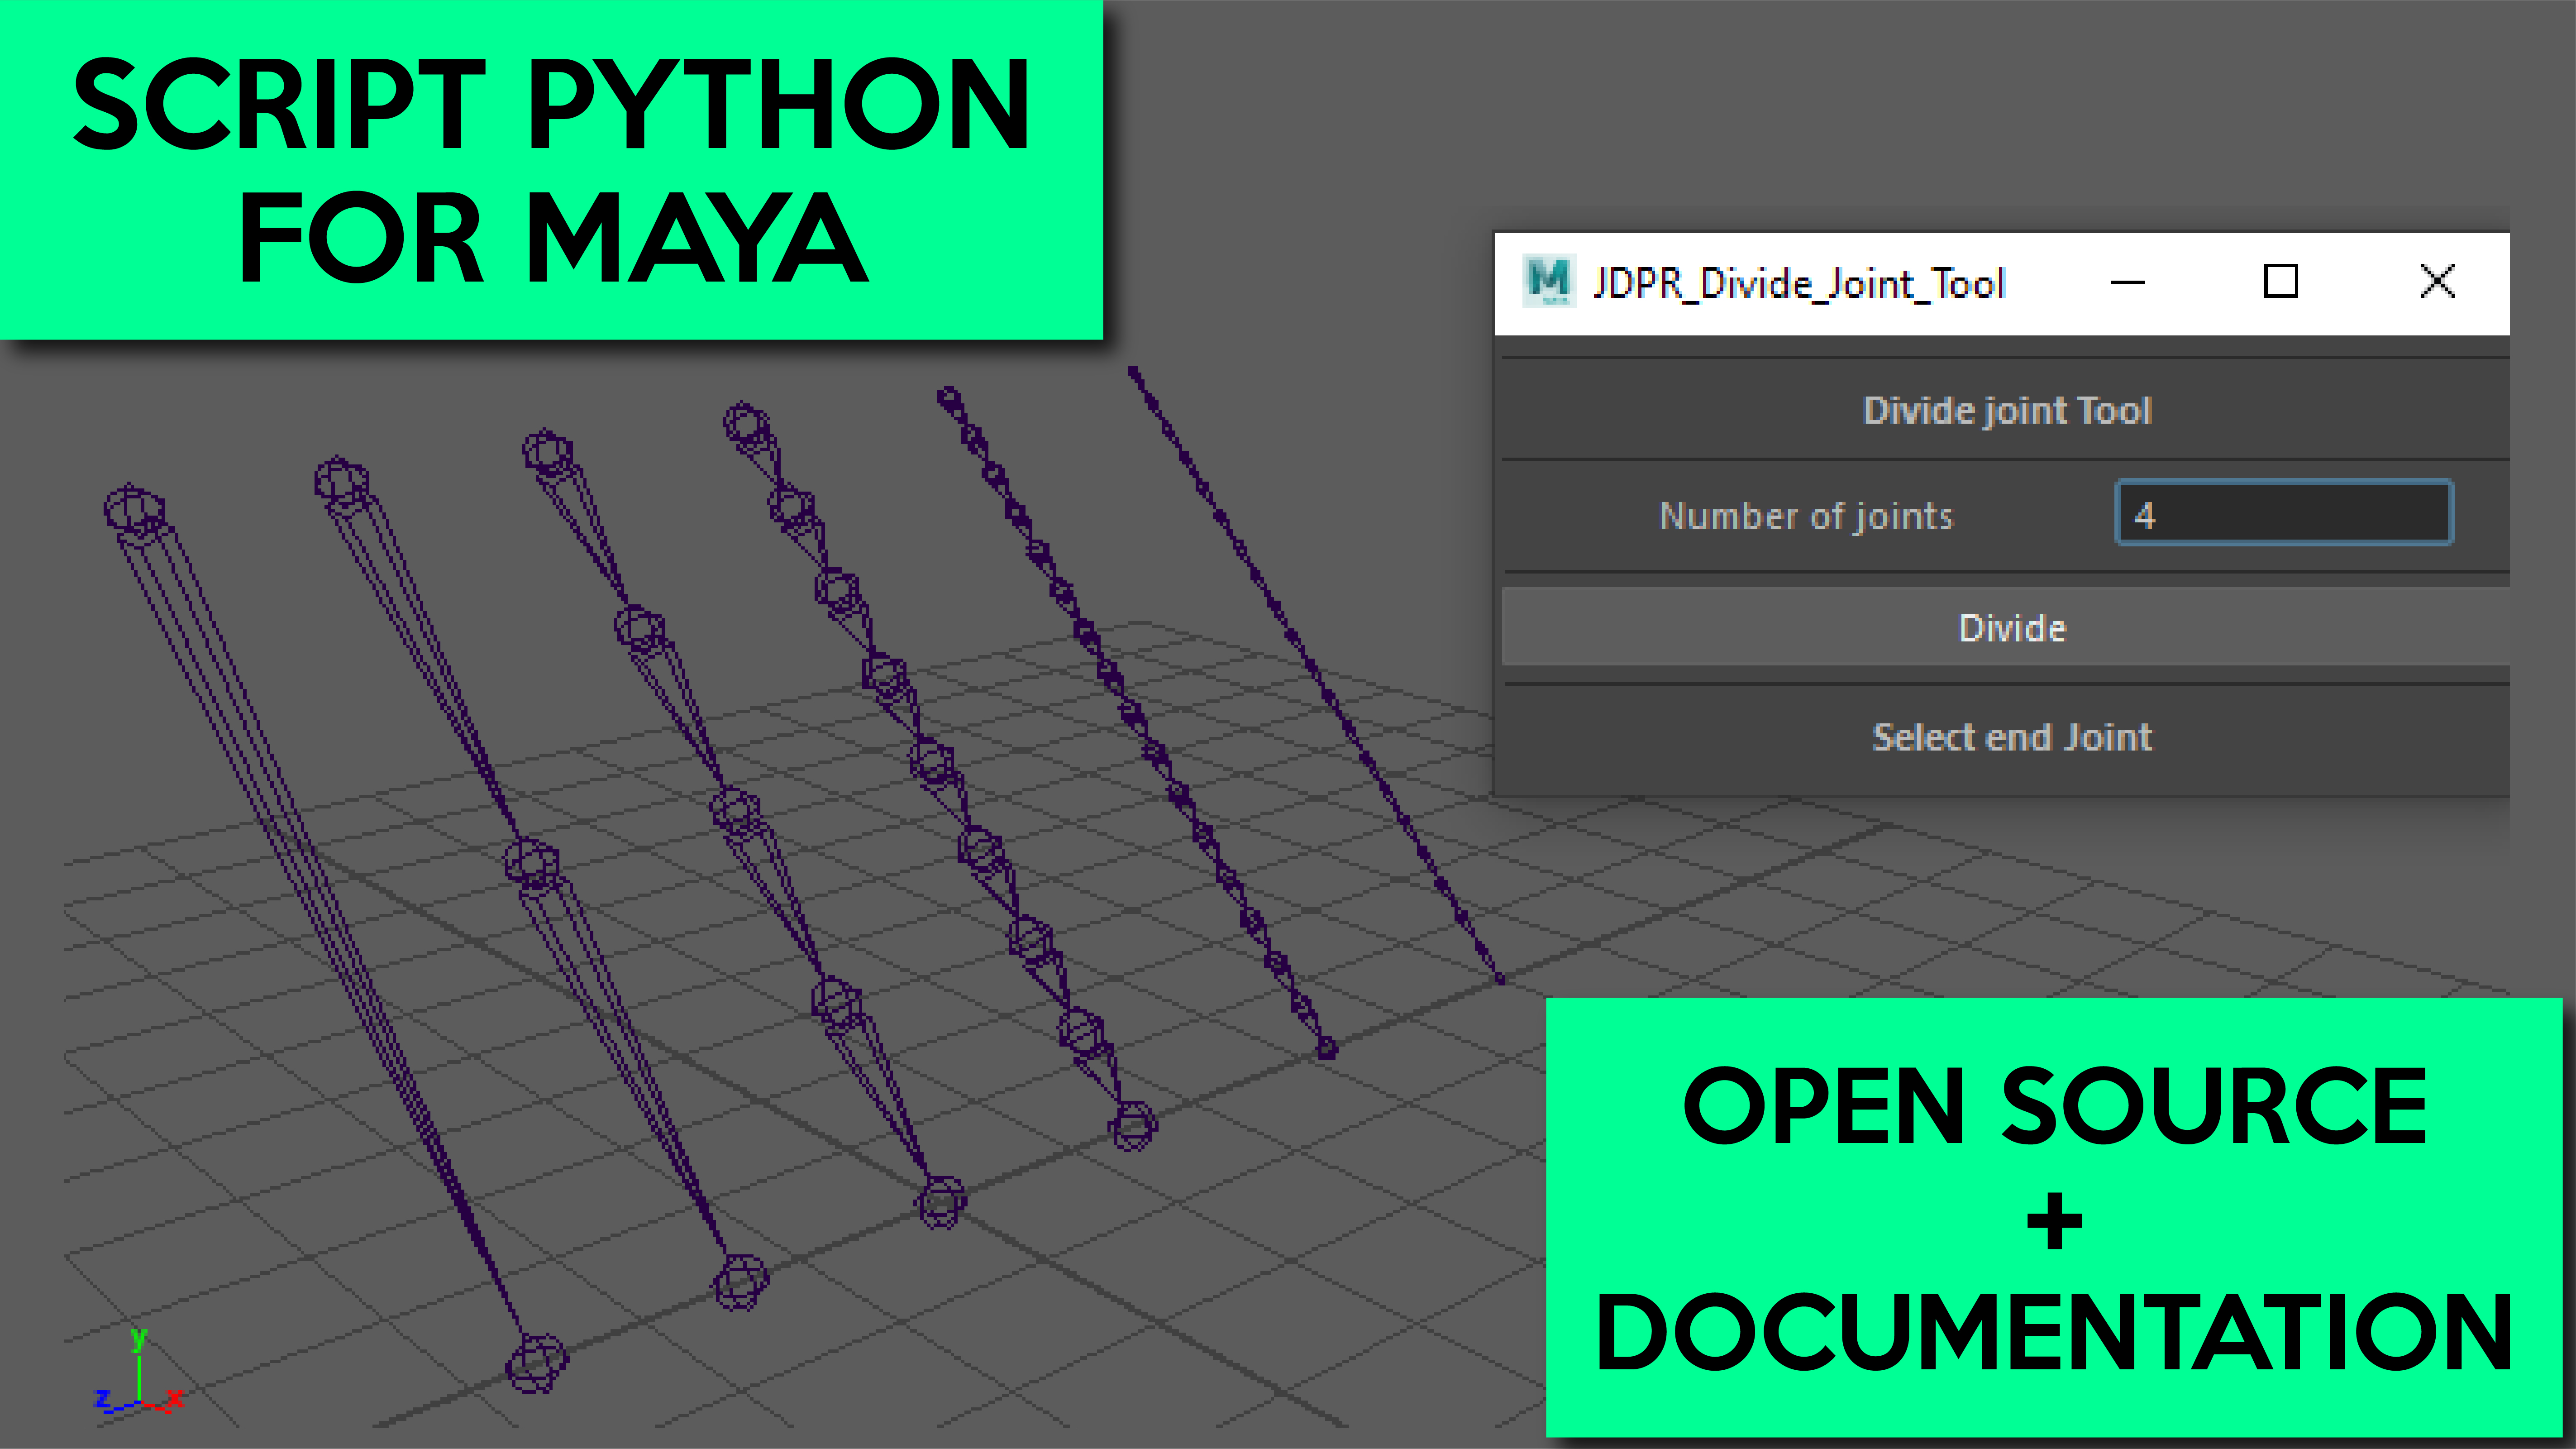 SCRIPT PYTHON
FOR MAYA
M JDPR_Divide_Joint_Tool
Divide joint Tool
Number of joints 4
Divide
Select end Joint
OPEN SOURCE
+
DOCUMENTATION
y
z x